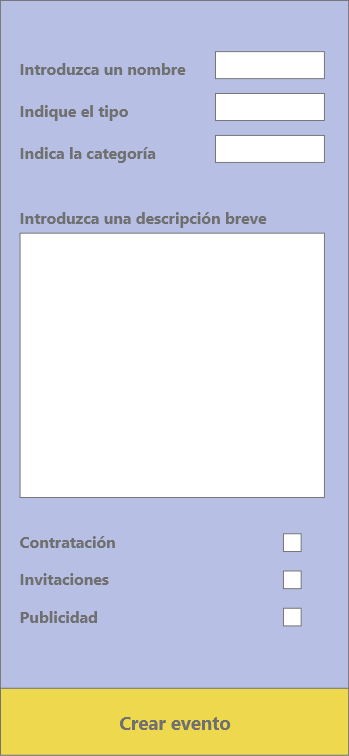 Introduzca un nombre
Indique el tipo
Indica la categoría
Introduzca una descripción breve
Contratación
Invitaciones
Publicidad
Crear evento